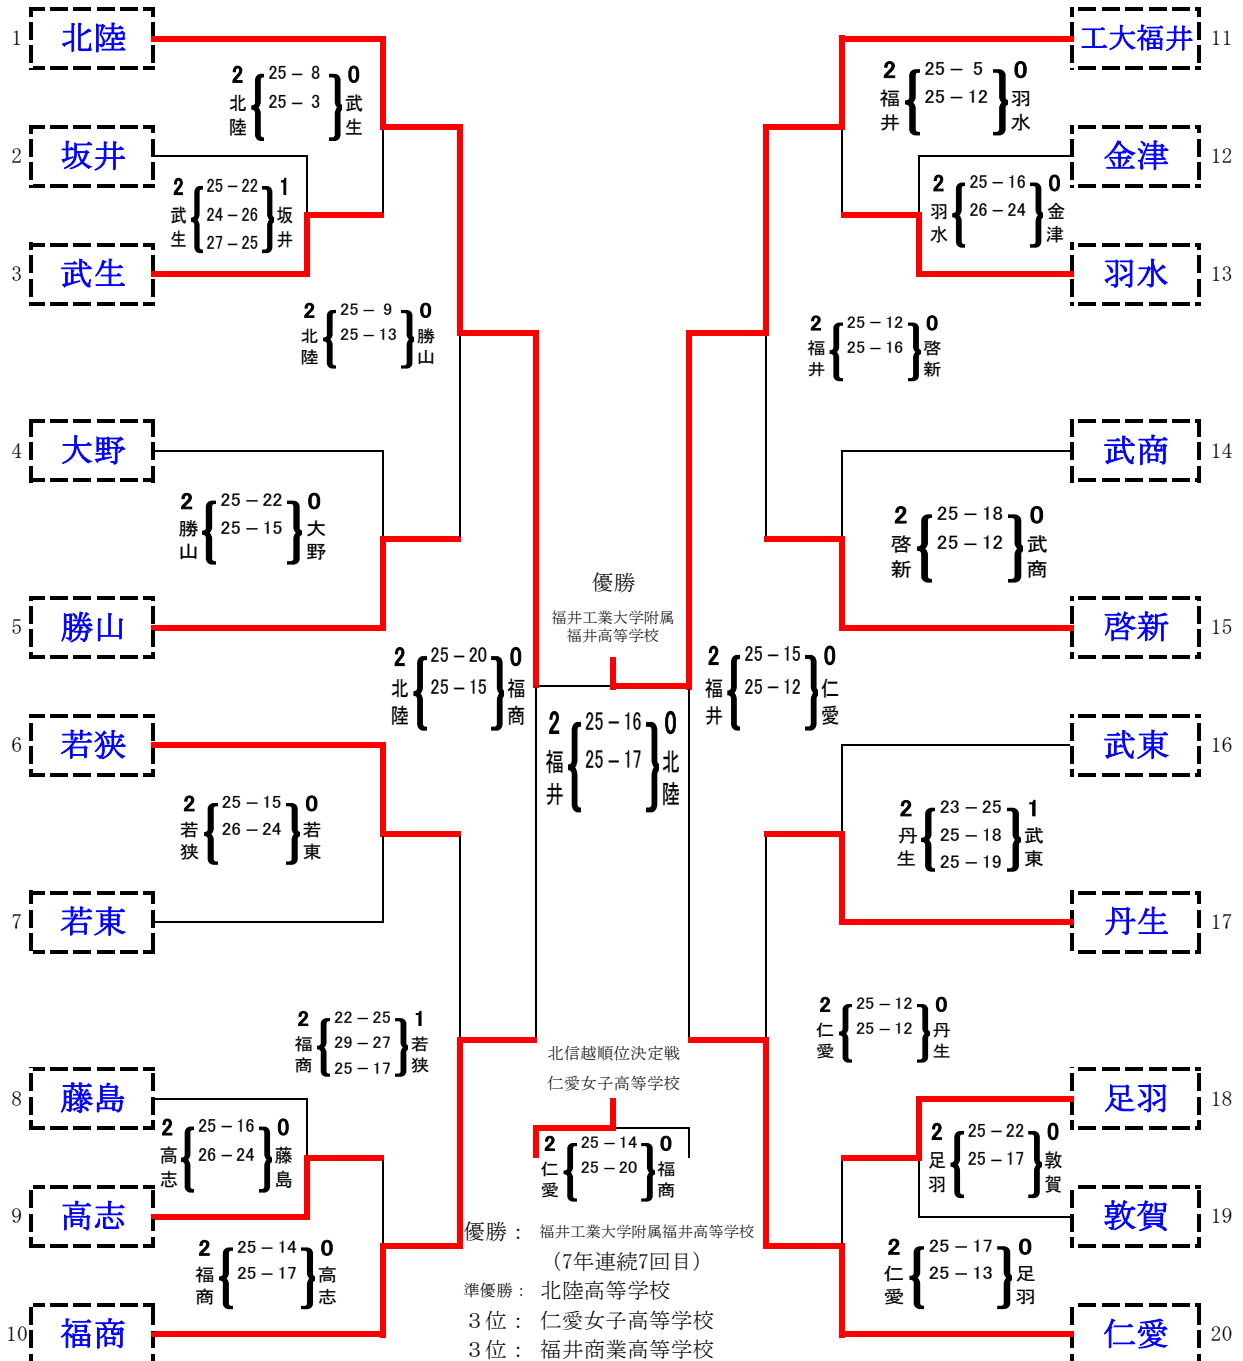 1 北陸
2 北陸 25－8 25－3 0 武生
2 坂井
2 武生 25－22 24－26 27－25 1 坂井
3 武生
2 北陸 25－9 25－13 0 勝山
4 大野
2 勝山 25－22 25－15 0 大野
5 勝山
2 北陸 25－20 25－15 0 福商
6 若狭
2 若狭 25－15 26－24 0 若東
7 若東
2 福商 22－25 29－27 25－17 1 若狭
8 藤島
2 高志 25－16 26－24 0 藤島
9 高志
2 福商 25－14 25－17 0 高志
10 福商
優勝
福井工業大学附属
福井高等学校
2 福井 25－16 25－17 0 北陸
北信越順位決定戦
仁愛女子高等学校
2 仁愛 25－14 25－20 0 福商
優勝： 福井工業大学附属福井高等学校
（7年連続7回目）
準優勝： 北陸高等学校
３位： 仁愛女子高等学校
３位： 福井商業高等学校
工大福井 11
2 福井 25－5 25－12 0 羽水
金津 12
2 羽水 25－16 26－24 0 金津
羽水 13
2 福井 25－12 25－16 0 啓新
武商 14
2 啓新 25－18 25－12 0 武商
啓新 15
2 福井 25－15 25－12 0 仁愛
武東 16
2 丹生 23－25 25－18 25－19 1 武東
丹生 17
2 仁愛 25－12 25－12 0 丹生
足羽 18
2 足羽 25－22 25－17 0 敦賀
敦賀 19
2 仁愛 25－17 25－13 0 足羽
仁愛 20